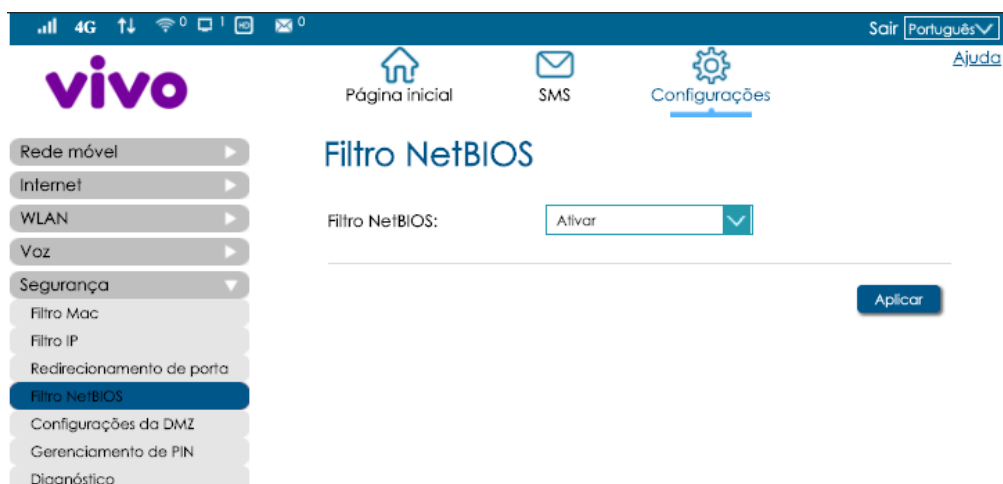 4G 0 1 HD 0 Sair Português
vivo
Página inicial SMS Configurações Ajuda
Rede móvel
Internet
WLAN
Voz
Segurança
Filtro Mac
Filtro IP
Redirecionamento de porta
Filtro NetBIOS
Configurações da DMZ
Gerenciamento de PIN
Diagnóstico
Filtro NetBIOS
Filtro NetBIOS: Ativar
Aplicar